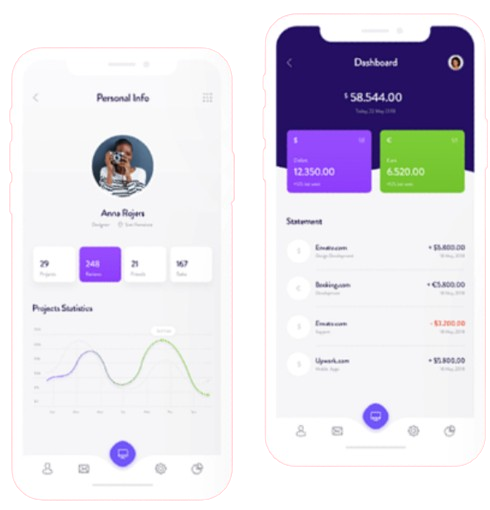 Personal Info
Anna Rojers
Designer San Francisco
29
Projects
248
Reviews
21
Friends
167
Tasks
Projects Statistics
Dashboard
$ 58.544.00
Today, 20 May 2018
$
Dollars
12.350.00
€
Euro
6.520.00
Statement
$
Envato.com
+ $5.800.00
Design Development
18 May, 2018
€
Booking.com
+ €5.800.00
Development
18 May, 2018
$
Envato.com
- $3.200.00
Support
18 May, 2018
$
Upwork.com
+ $5.800.00
Mobile Apps
18 May, 2018